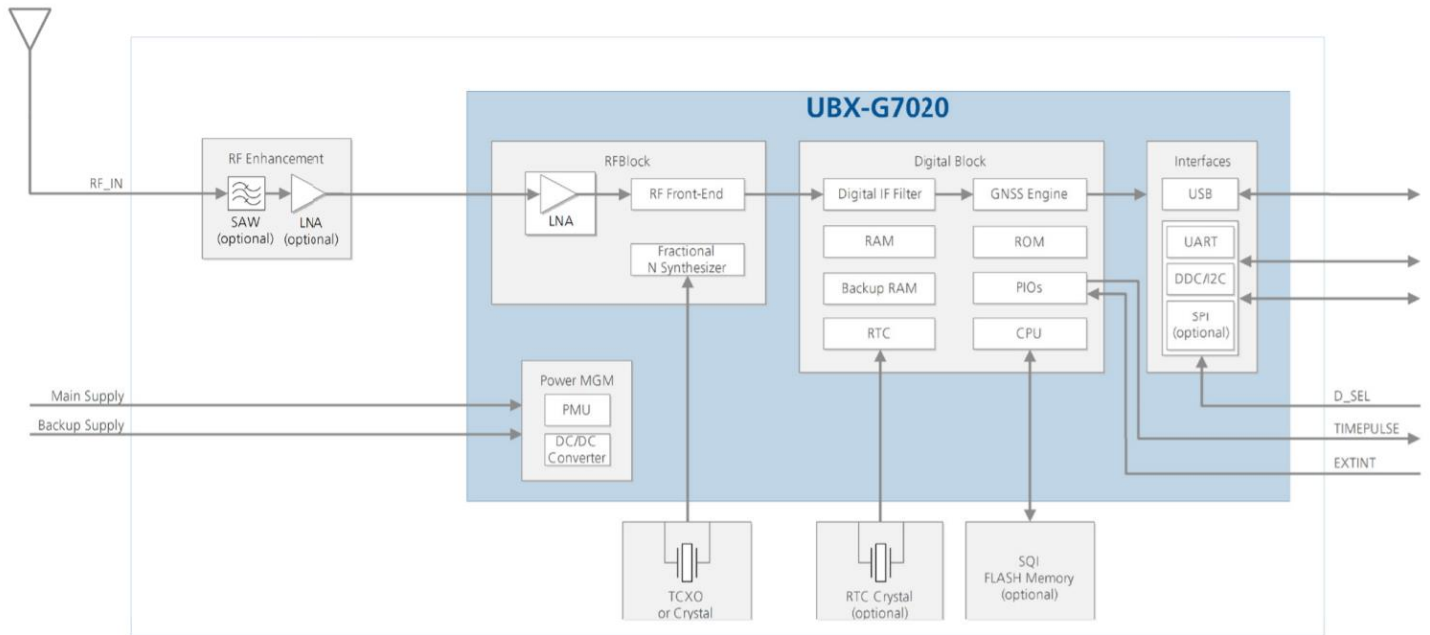 UBX-G7020
RF Enhancement
SAW
(optional)
LNA
(optional)
RF_IN
RFBlock
LNA
RF Front-End
Fractional
N Synthesizer
Digital Block
Digital IF Filter
GNSS Engine
RAM
ROM
Backup RAM
PIOs
RTC
CPU
Interfaces
USB
UART
DDC/I2C
SPI
(optional)
Main Supply
Backup Supply
Power MGM
PMU
DC/DC
Converter
D_SEL
TIMEPULSE
EXTINT
TCXO
or Crystal
RTC Crystal
(optional)
SQI
FLASH Memory
(optional)